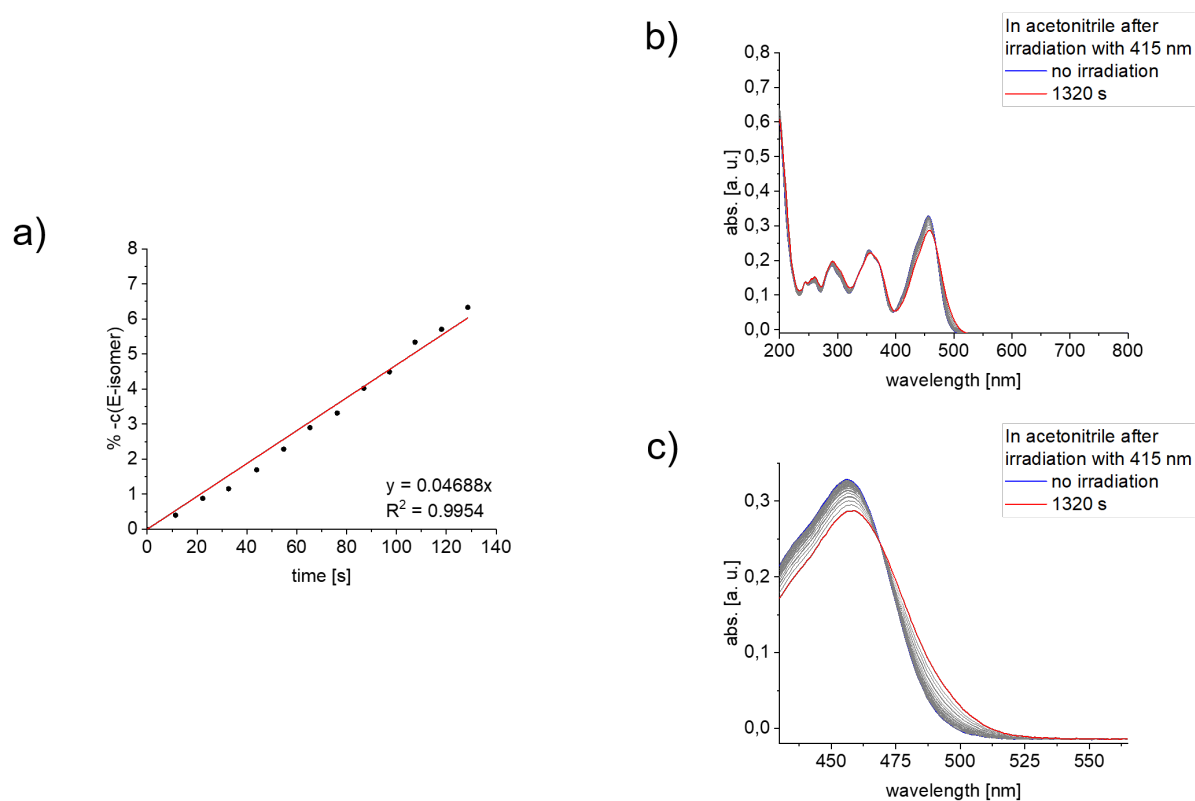 a)
8
7
6
5
4
3
2
1
0
% -c(E-isomer)
y = 0.04688x
R² = 0.9954
0 20 40 60 80 100 120 140
time [s]
b)
In acetonitrile after
irradiation with 415 nm
no irradiation
1320 s
0,8
0,7
0,6
0,5
0,4
0,3
0,2
0,1
0,0
abs. [a. u.]
200 300 400 500 600 700 800
wavelength [nm]
c)
In acetonitrile after
irradiation with 415 nm
no irradiation
1320 s
0,3
0,2
0,1
0,0
abs. [a. u.]
450 475 500 525 550
wavelength [nm]